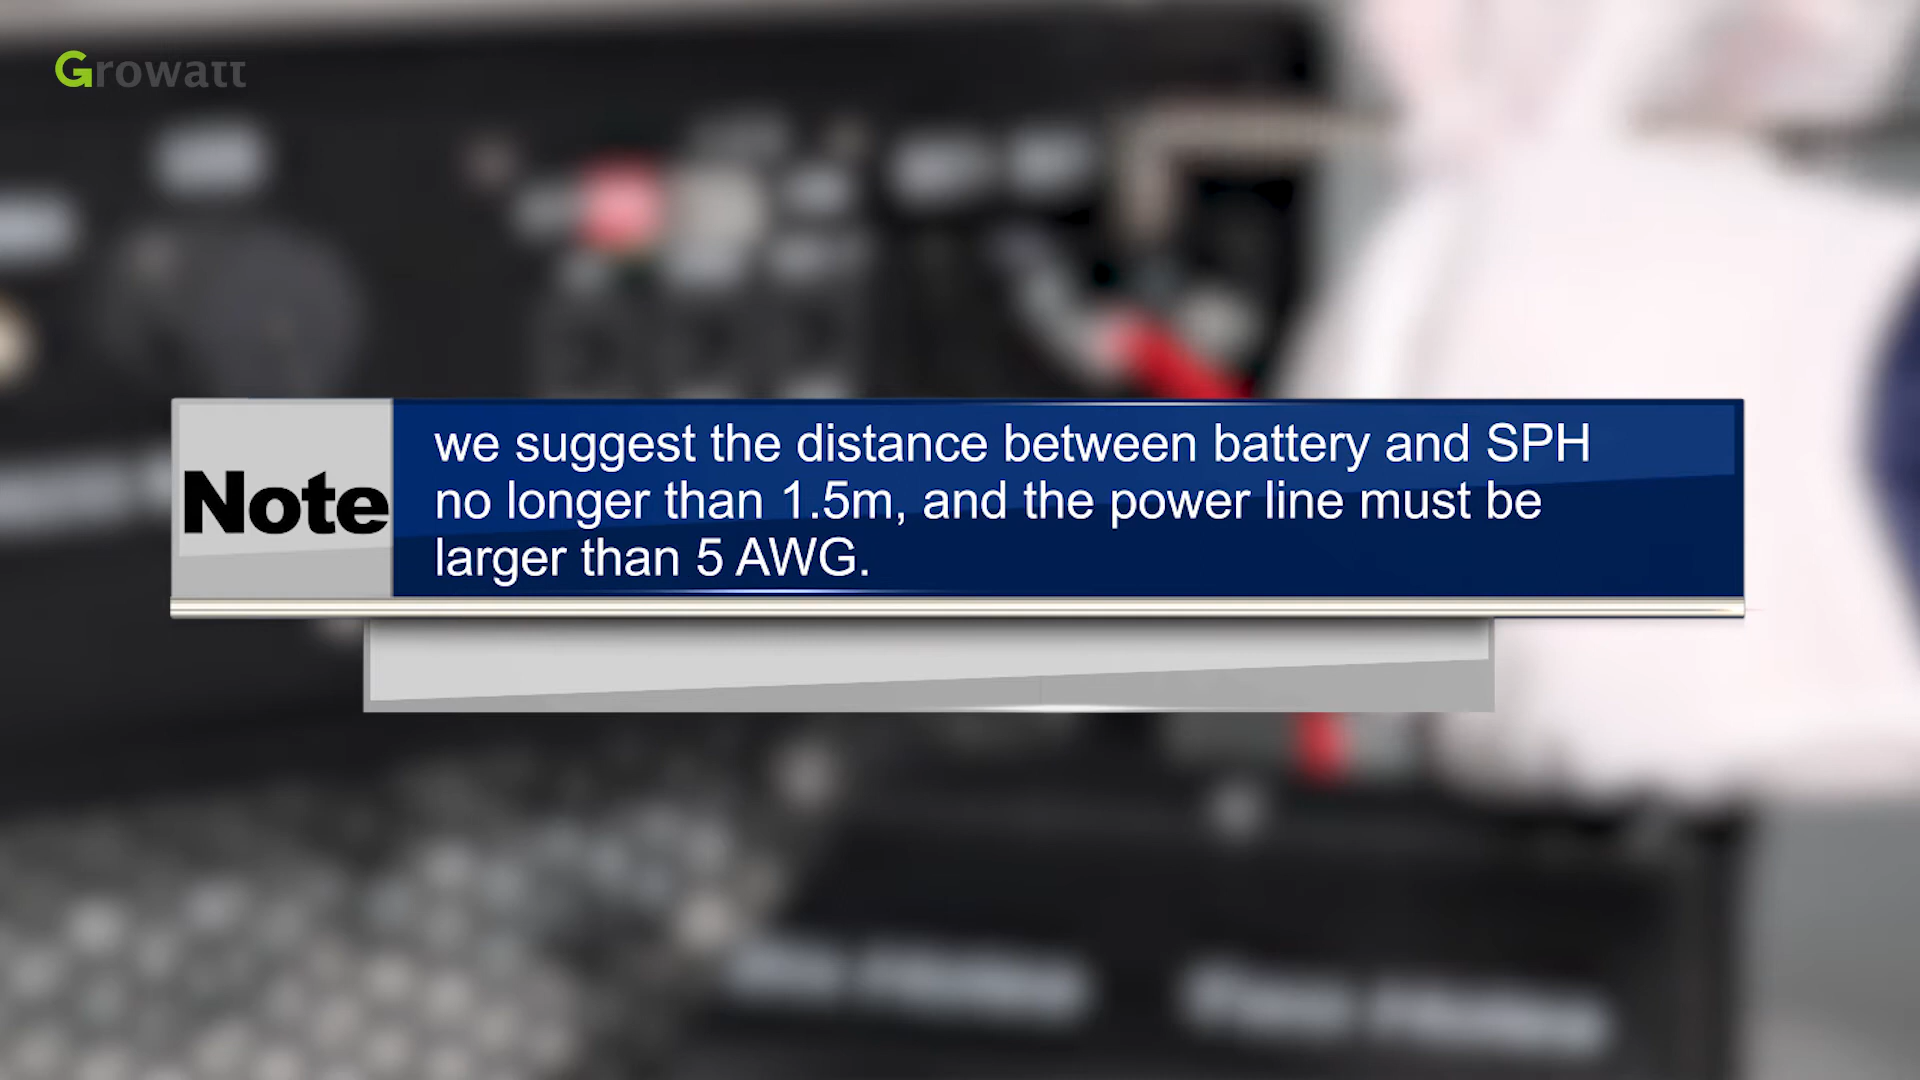 Growatt
Note
we suggest the distance between battery and SPH
no longer than 1.5m, and the power line must be
larger than 5 AWG.